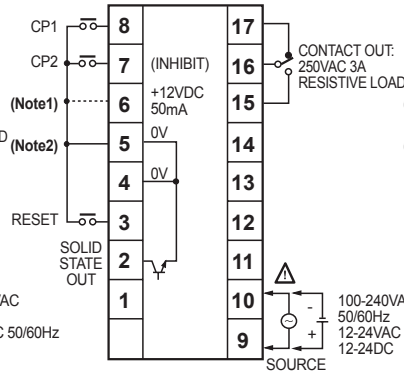 CP1
8
17
CP2
7
(INHIBIT)
16
CONTACT OUT:
250VAC 3A
RESISTIVE LOAD
(Note1)
6
+12VDC
50mA
15
D
(Note2)
5
0V
14
4
0V
13
RESET
3
12
SOLID
STATE
OUT
2
11
1
10
AC
C 50/60Hz
-
+
100-240VA
50/60Hz
12-24VAC
12-24DC
9
SOURCE